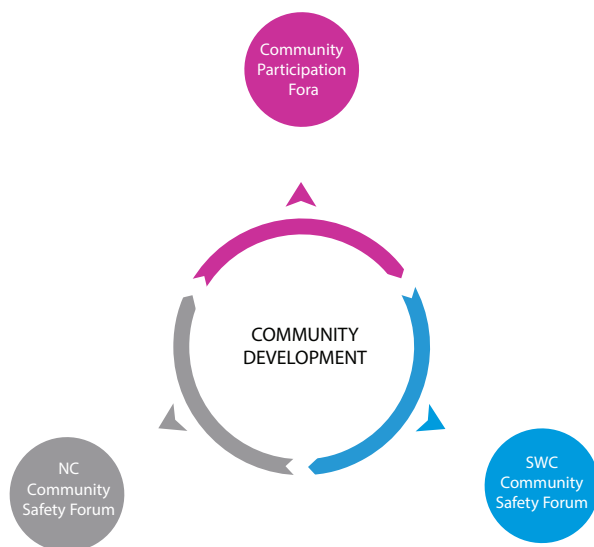 Community
Participation
Fora
COMMUNITY
DEVELOPMENT
NC
Community
Safety Forum
SWC
Community
Safety Forum